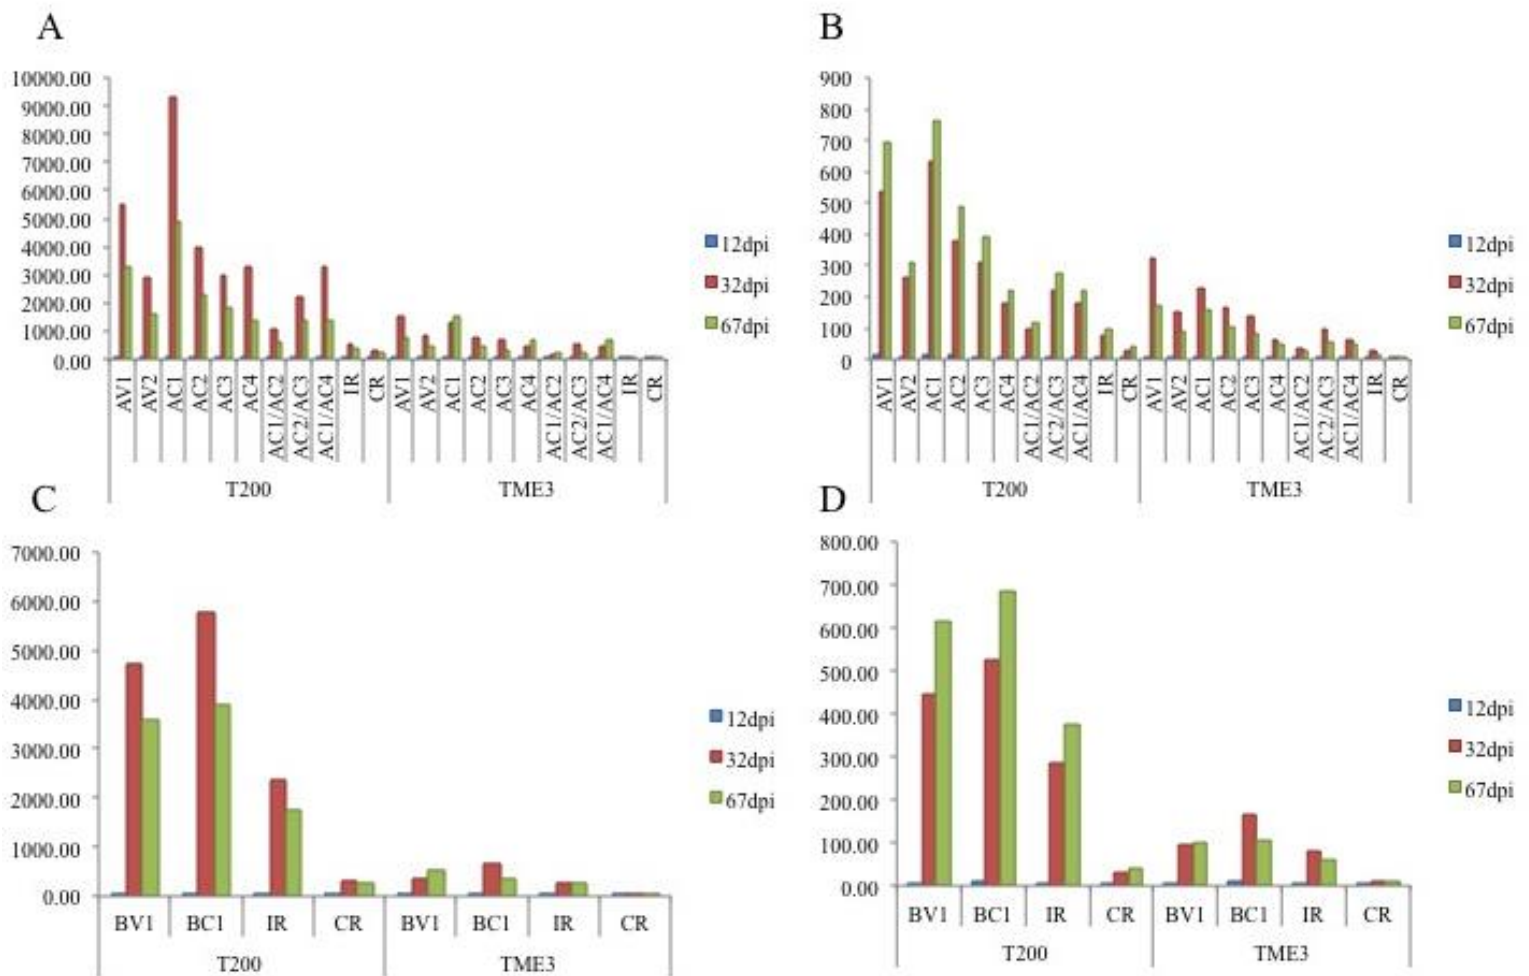 A
10000.00
9000.00
8000.00
7000.00
6000.00
5000.00
4000.00
3000.00
2000.00
1000.00
0.00
AV1 AV2 AC1 AC2 AC3 AC4 AC1/AC2 AC2/AC3 AC1/AC4 IR CR AV1 AV2 AC1 AC2 AC3 AC4 AC1/AC2 AC2/AC3 AC1/AC4 IR CR
T200 TME3
12dpi
32dpi
67dpi
B
900
800
700
600
500
400
300
200
100
0
AV1 AV2 AC1 AC2 AC3 AC4 AC1/AC2 AC2/AC3 AC1/AC4 IR CR AV1 AV2 AC1 AC2 AC3 AC4 AC1/AC2 AC2/AC3 AC1/AC4 IR CR
T200 TME3
12dpi
32dpi
67dpi
C
7000.00
6000.00
5000.00
4000.00
3000.00
2000.00
1000.00
0.00
BV1 BC1 IR CR BV1 BC1 IR CR
T200 TME3
12dpi
32dpi
67dpi
D
800.00
700.00
600.00
500.00
400.00
300.00
200.00
100.00
0.00
BV1 BC1 IR CR BV1 BC1 IR CR
T200 TME3
12dpi
32dpi
67dpi